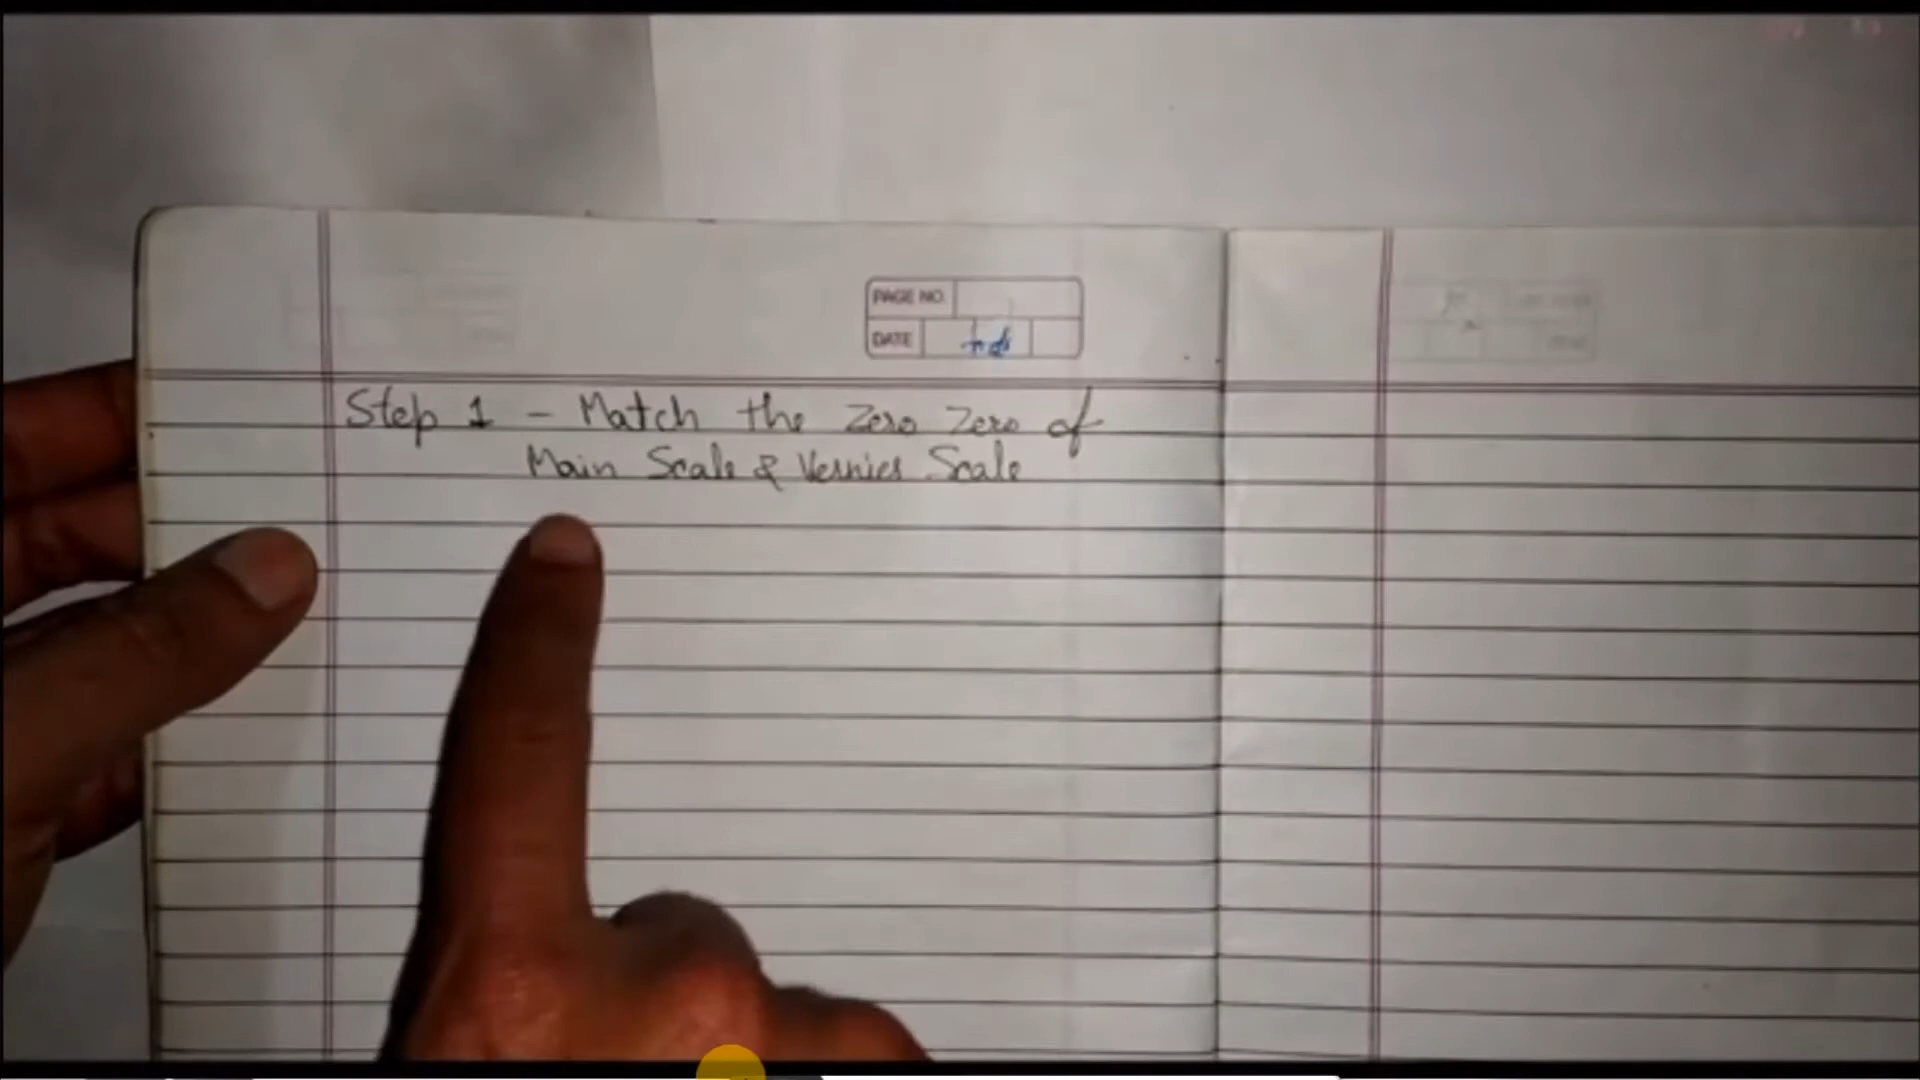 PAGE NO.
DATE
Step 1 - Match the Zero Zero of
Main Scale & Vernier Scale